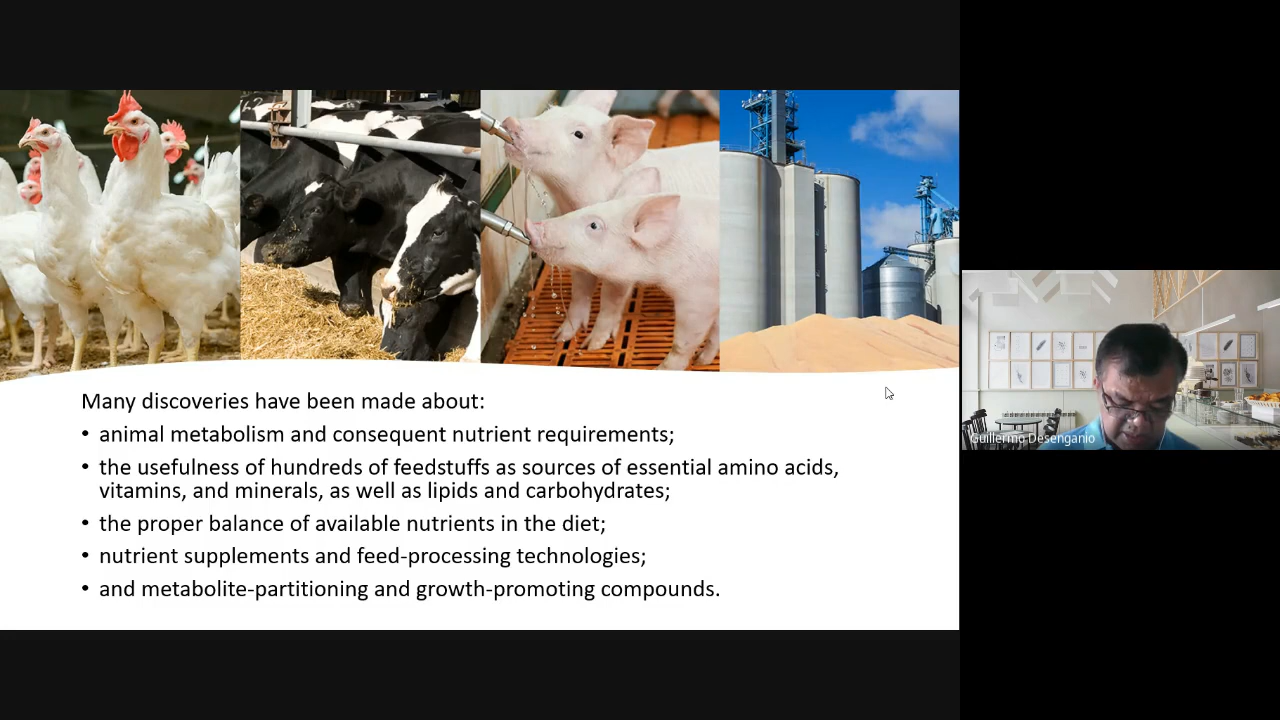 Many discoveries have been made about:
• animal metabolism and consequent nutrient requirements;
• the usefulness of hundreds of feedstuffs as sources of essential amino acids,
vitamins, and minerals, as well as lipids and carbohydrates;
• the proper balance of available nutrients in the diet;
• nutrient supplements and feed-processing technologies;
• and metabolite-partitioning and growth-promoting compounds.
Guillermo Desenganio